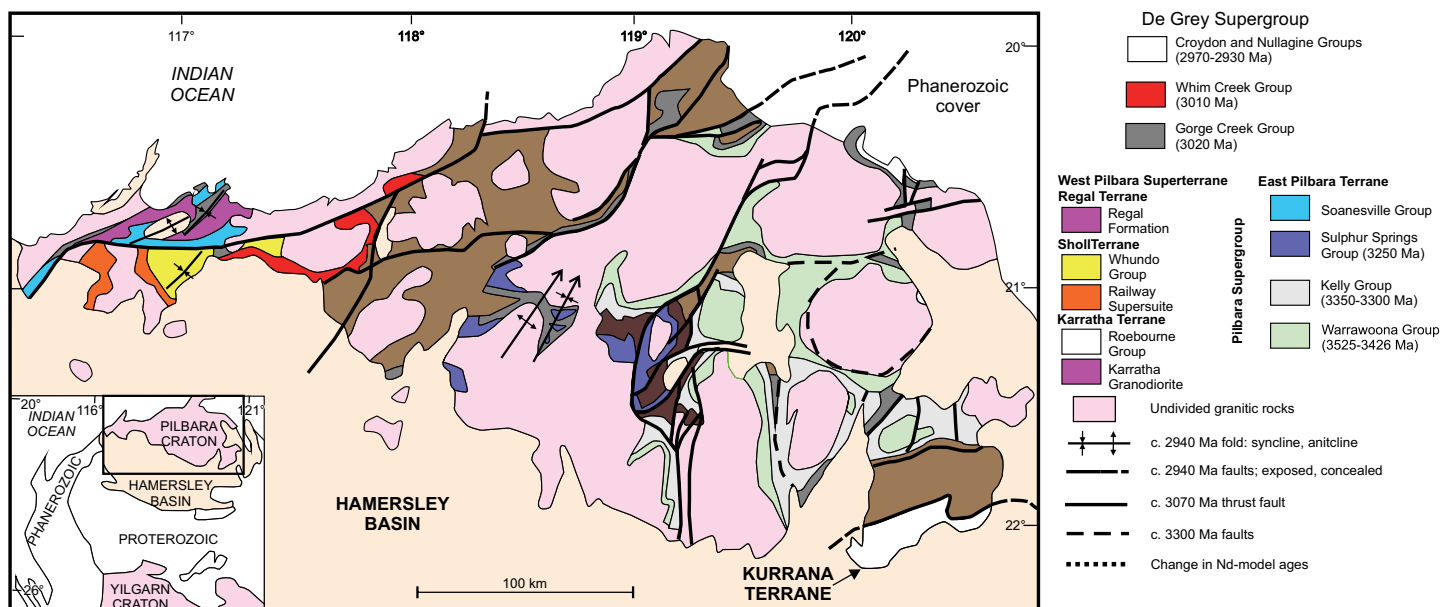 117°
118°
119°
120°
20°
INDIAN
OCEAN
Phanerozoic
cover
21°
22°
HAMERSLEY
BASIN
100 km
KURRANA
TERRANE
20°
116°
121°
INDIAN
OCEAN
PILBARA
CRATON
HAMERSLEY
BASIN
PHANEROZOIC
PROTEROZOIC
26°
YILGARN
CRATON
De Grey Supergroup
Croydon and Nullagine Groups
(2970-2930 Ma)
Whim Creek Group
(3010 Ma)
Gorge Creek Group
(3020 Ma)
West Pilbara Superterrane
Regal Terrane
Regal
Formation
ShollTerrane
Whundo
Group
Railway
Supersuite
Karratha Terrane
Roebourne
Group
Karratha
Granodiorite
East Pilbara Terrane
Pilbara Supergroup
Soanesville Group
Sulphur Springs
Group (3250 Ma)
Kelly Group
(3350-3300 Ma)
Warrawoona Group
(3525-3426 Ma)
Undivided granitic rocks
c. 2940 Ma fold: syncline, anitcline
c. 2940 Ma faults; exposed, concealed
c. 3070 Ma thrust fault
c. 3300 Ma faults
Change in Nd-model ages